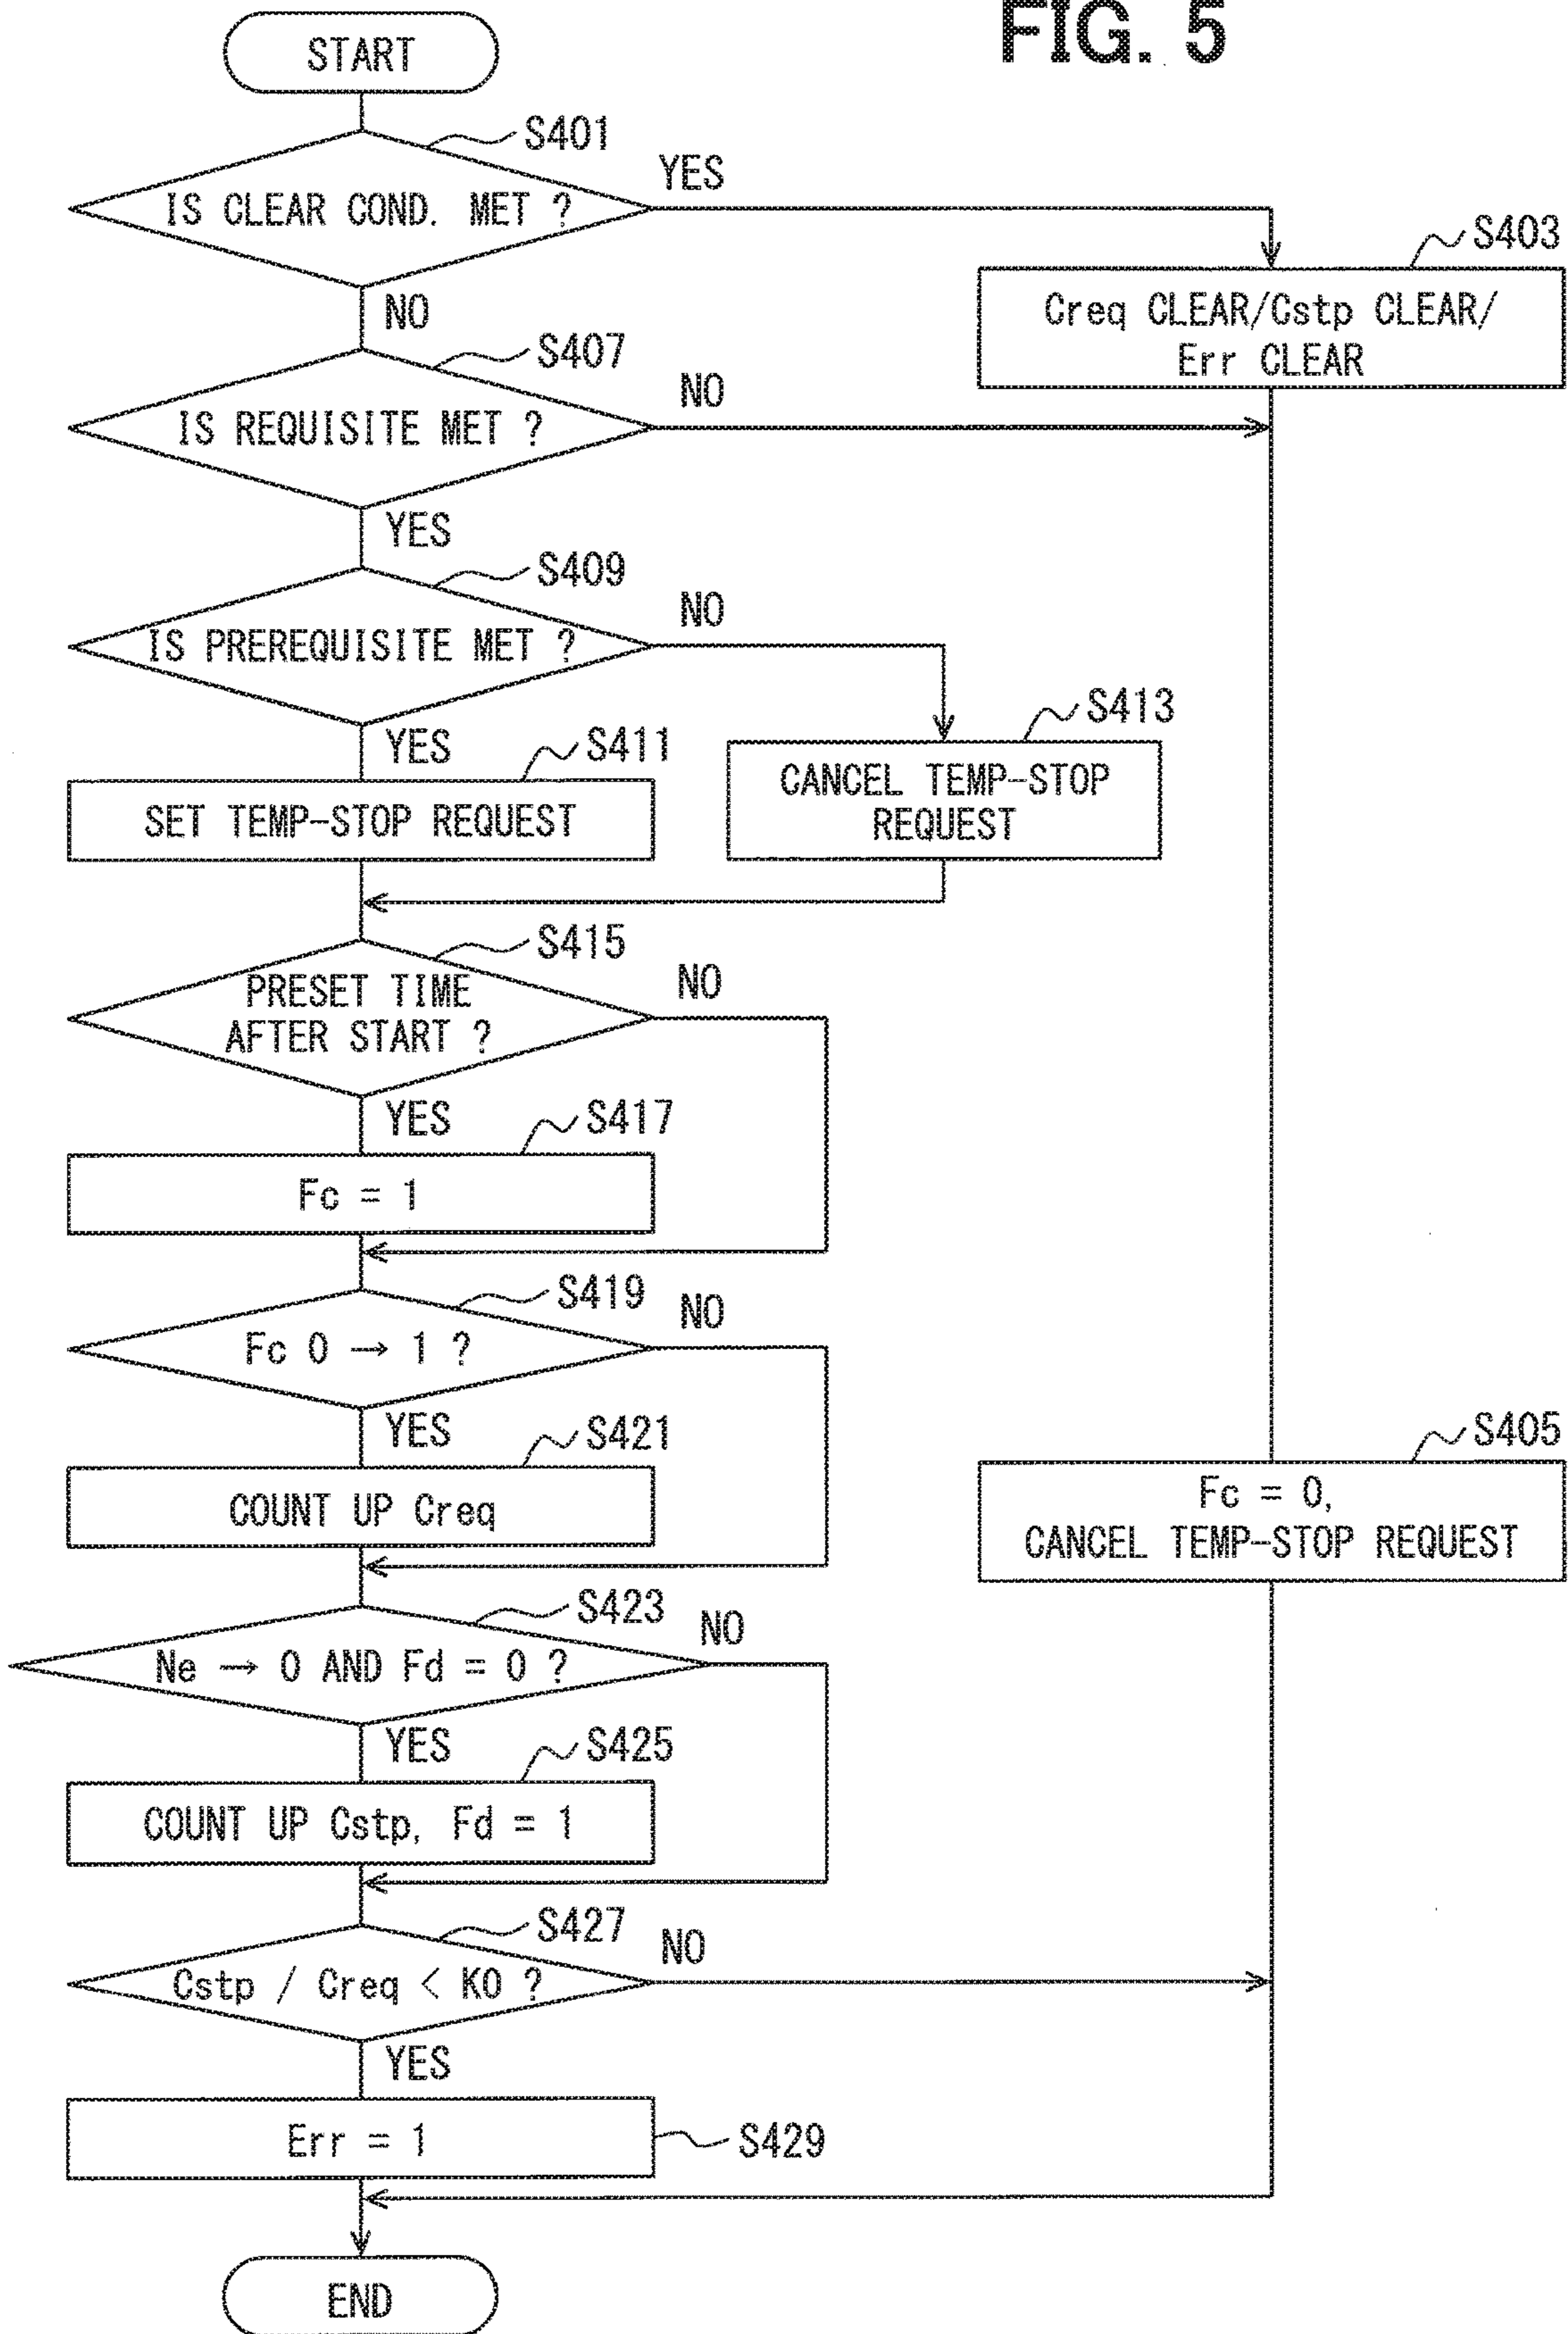 FIG. 5
START
S401
IS CLEAR COND. MET ?
YES
NO
S403
Creq CLEAR/Cstp CLEAR/
Err CLEAR
S407
IS REQUISITE MET ?
NO
YES
S409
IS PREREQUISITE MET ?
NO
YES
S411
SET TEMP-STOP REQUEST
S413
CANCEL TEMP-STOP
REQUEST
S415
PRESET TIME
AFTER START ?
NO
YES
S417
Fc = 1
S419
Fc 0 → 1 ?
NO
YES
S421
COUNT UP Creq
S405
Fc = 0,
CANCEL TEMP-STOP REQUEST
S423
Ne → 0 AND Fd = 0 ?
NO
YES
S425
COUNT UP Cstp, Fd = 1
S427
Cstp / Creq < K0 ?
NO
YES
Err = 1
S429
END